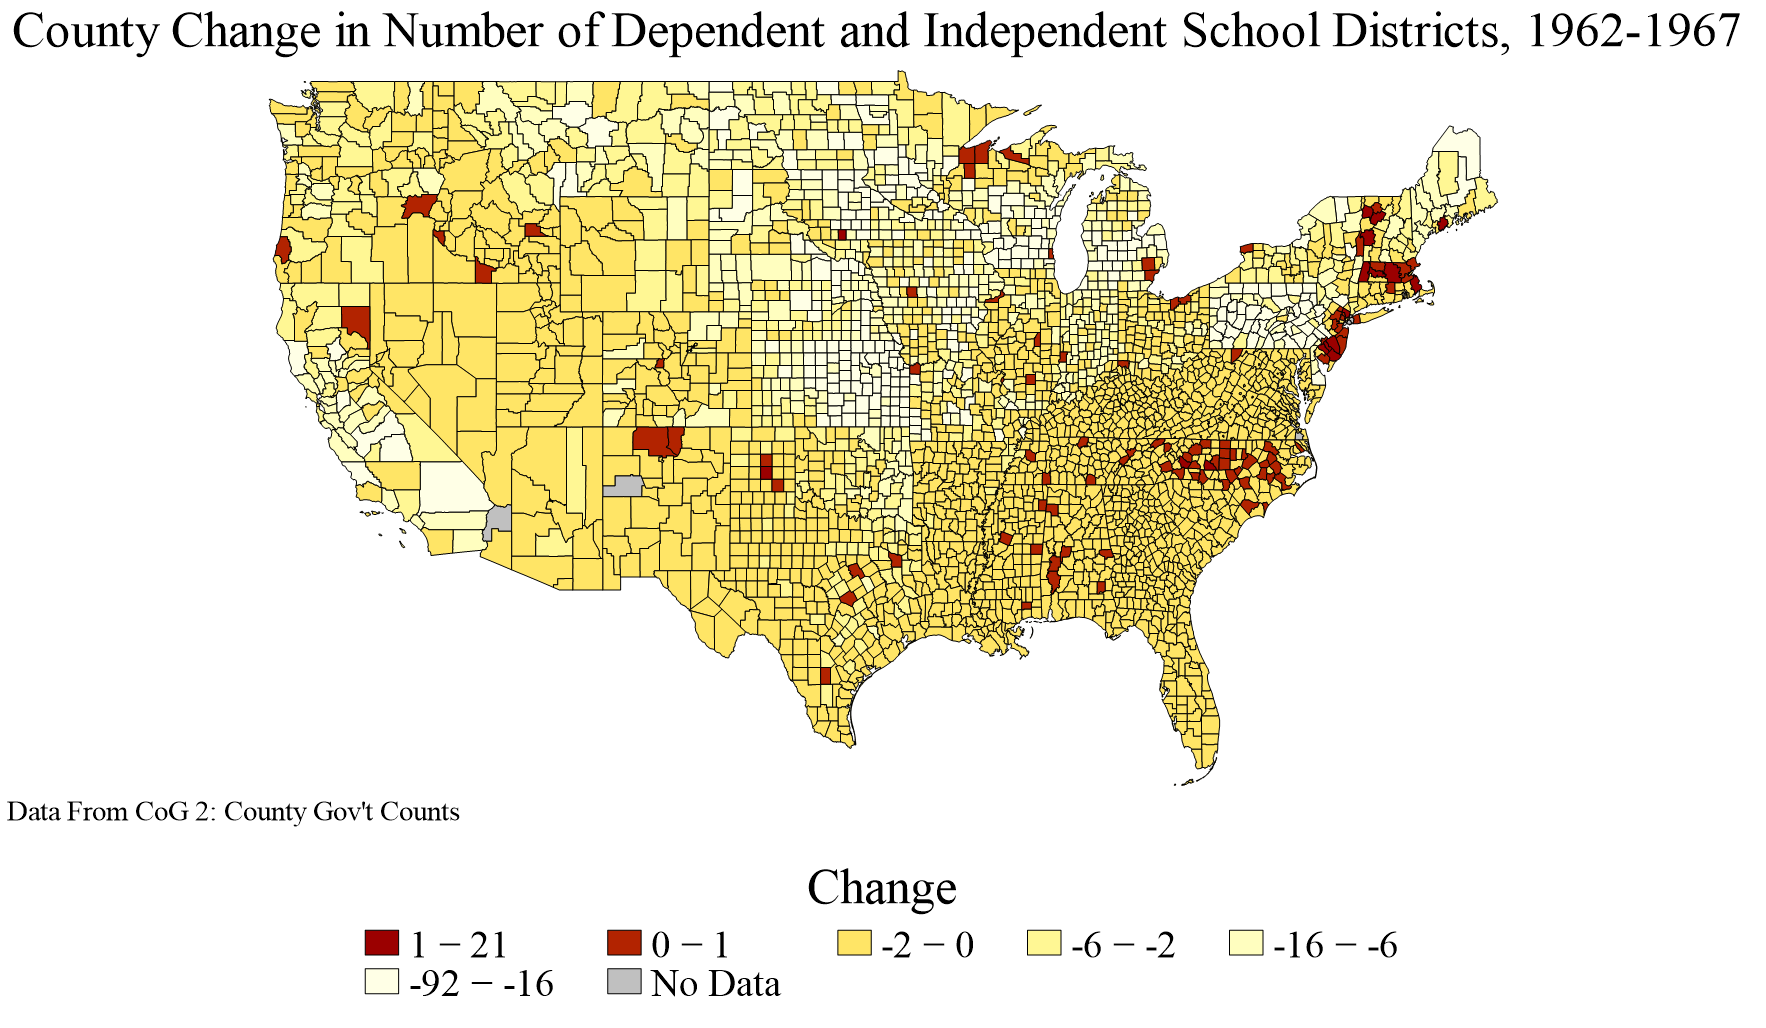 County Change in Number of Dependent and Independent School Districts, 1962-1967
Data From CoG 2: County Gov't Counts
Change
1 − 21
0 − 1
-2 − 0
-6 − -2
-16 − -6
-92 − -16
No Data